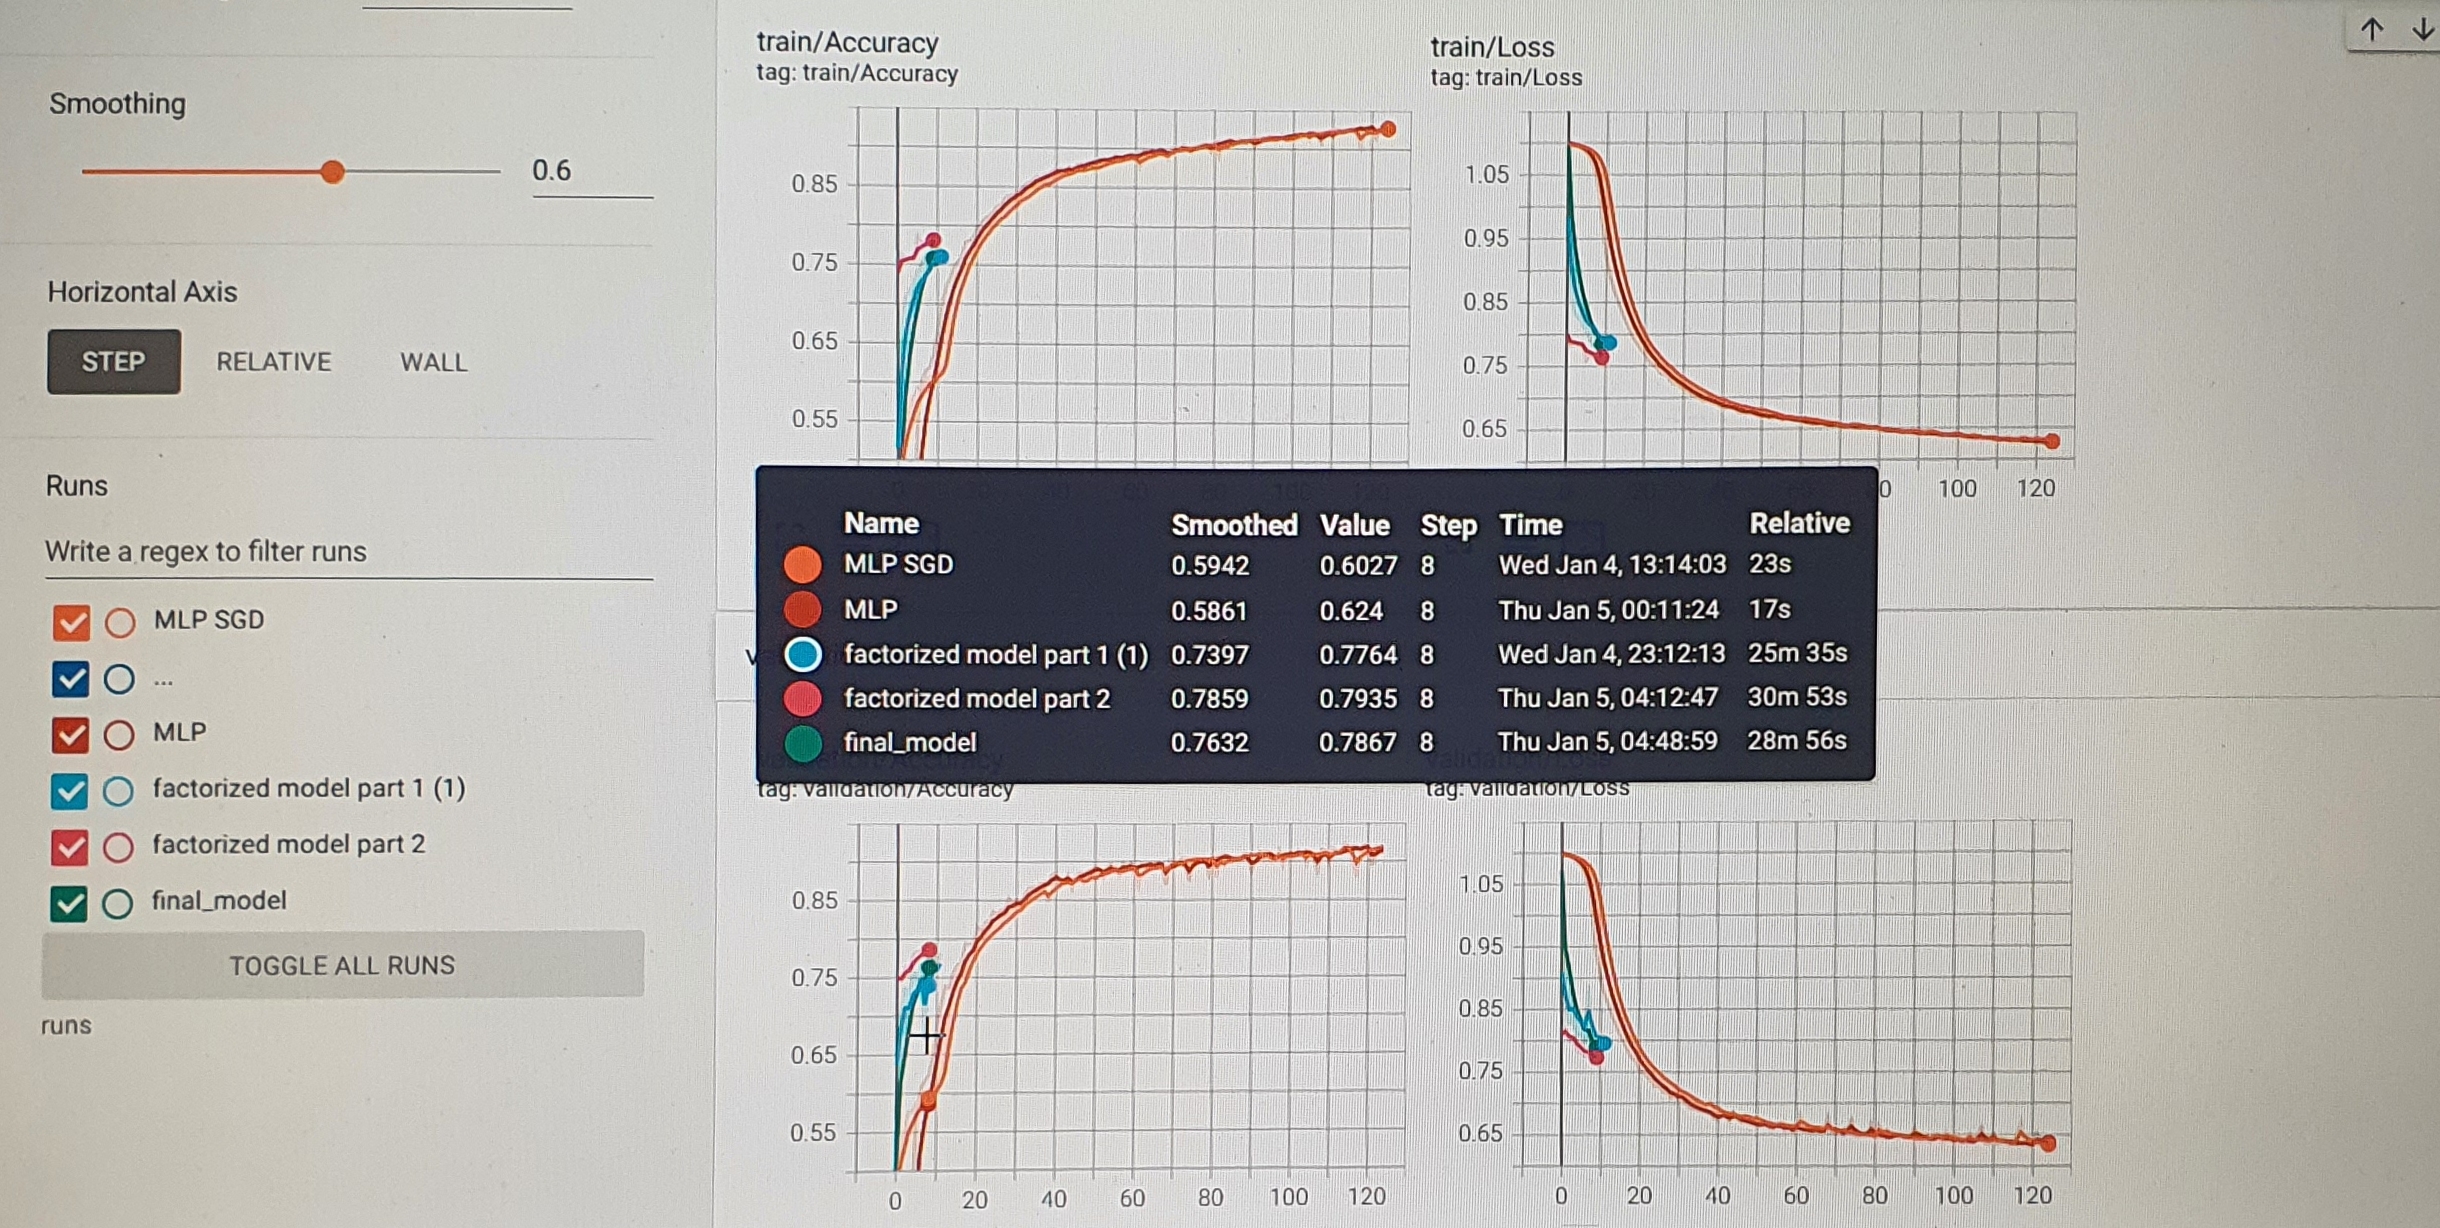 Smoothing
0.6
Horizontal Axis
STEP RELATIVE WALL
Runs
Write a regex to filter runs
MLP SGD
...
MLP
factorized model part 1 (1)
factorized model part 2
final_model
TOGGLE ALL RUNS
runs
train/Accuracy
tag: train/Accuracy
0.85
0.75
0.65
0.55
train/Loss
tag: train/Loss
1.05
0.95
0.85
0.75
0.65
0 100 120
Name Smoothed Value Step Time Relative
MLP SGD 0.5942 0.6027 8 Wed Jan 4, 13:14:03 23s
MLP 0.5861 0.624 8 Thu Jan 5, 00:11:24 17s
factorized model part 1 (1) 0.7397 0.7764 8 Wed Jan 4, 23:12:13 25m 35s
factorized model part 2 0.7859 0.7935 8 Thu Jan 5, 04:12:47 30m 53s
final_model 0.7632 0.7867 8 Thu Jan 5, 04:48:59 28m 56s
tag: validation/Accuracy
0.85
0.75
0.65
0.55
0 20 40 60 80 100 120
tag: validation/Loss
1.05
0.95
0.85
0.75
0.65
0 20 40 60 80 100 120